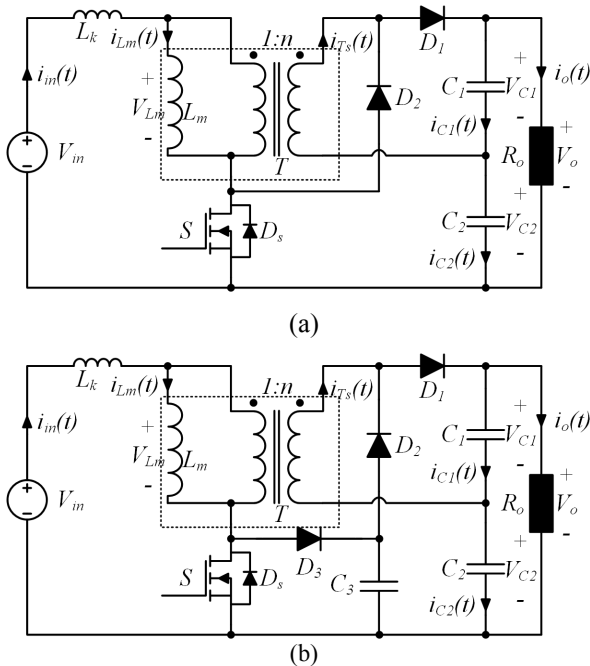 L_k i_Lm(t) 1:n i_Ts(t) D_1
i_in(t) + V_Lm - L_m D_2 C_1 + V_C1 - i_o(t)
V_in T i_C1(t) R_o + V_o -
S D_s C_2 + V_C2 -
i_C2(t)
(a)
L_k i_Lm(t) 1:n i_Ts(t) D_1
i_in(t) + V_Lm - L_m D_2 C_1 + V_C1 - i_o(t)
V_in T i_C1(t) R_o + V_o -
S D_s D_3 C_3 C_2 + V_C2 -
i_C2(t)
(b)